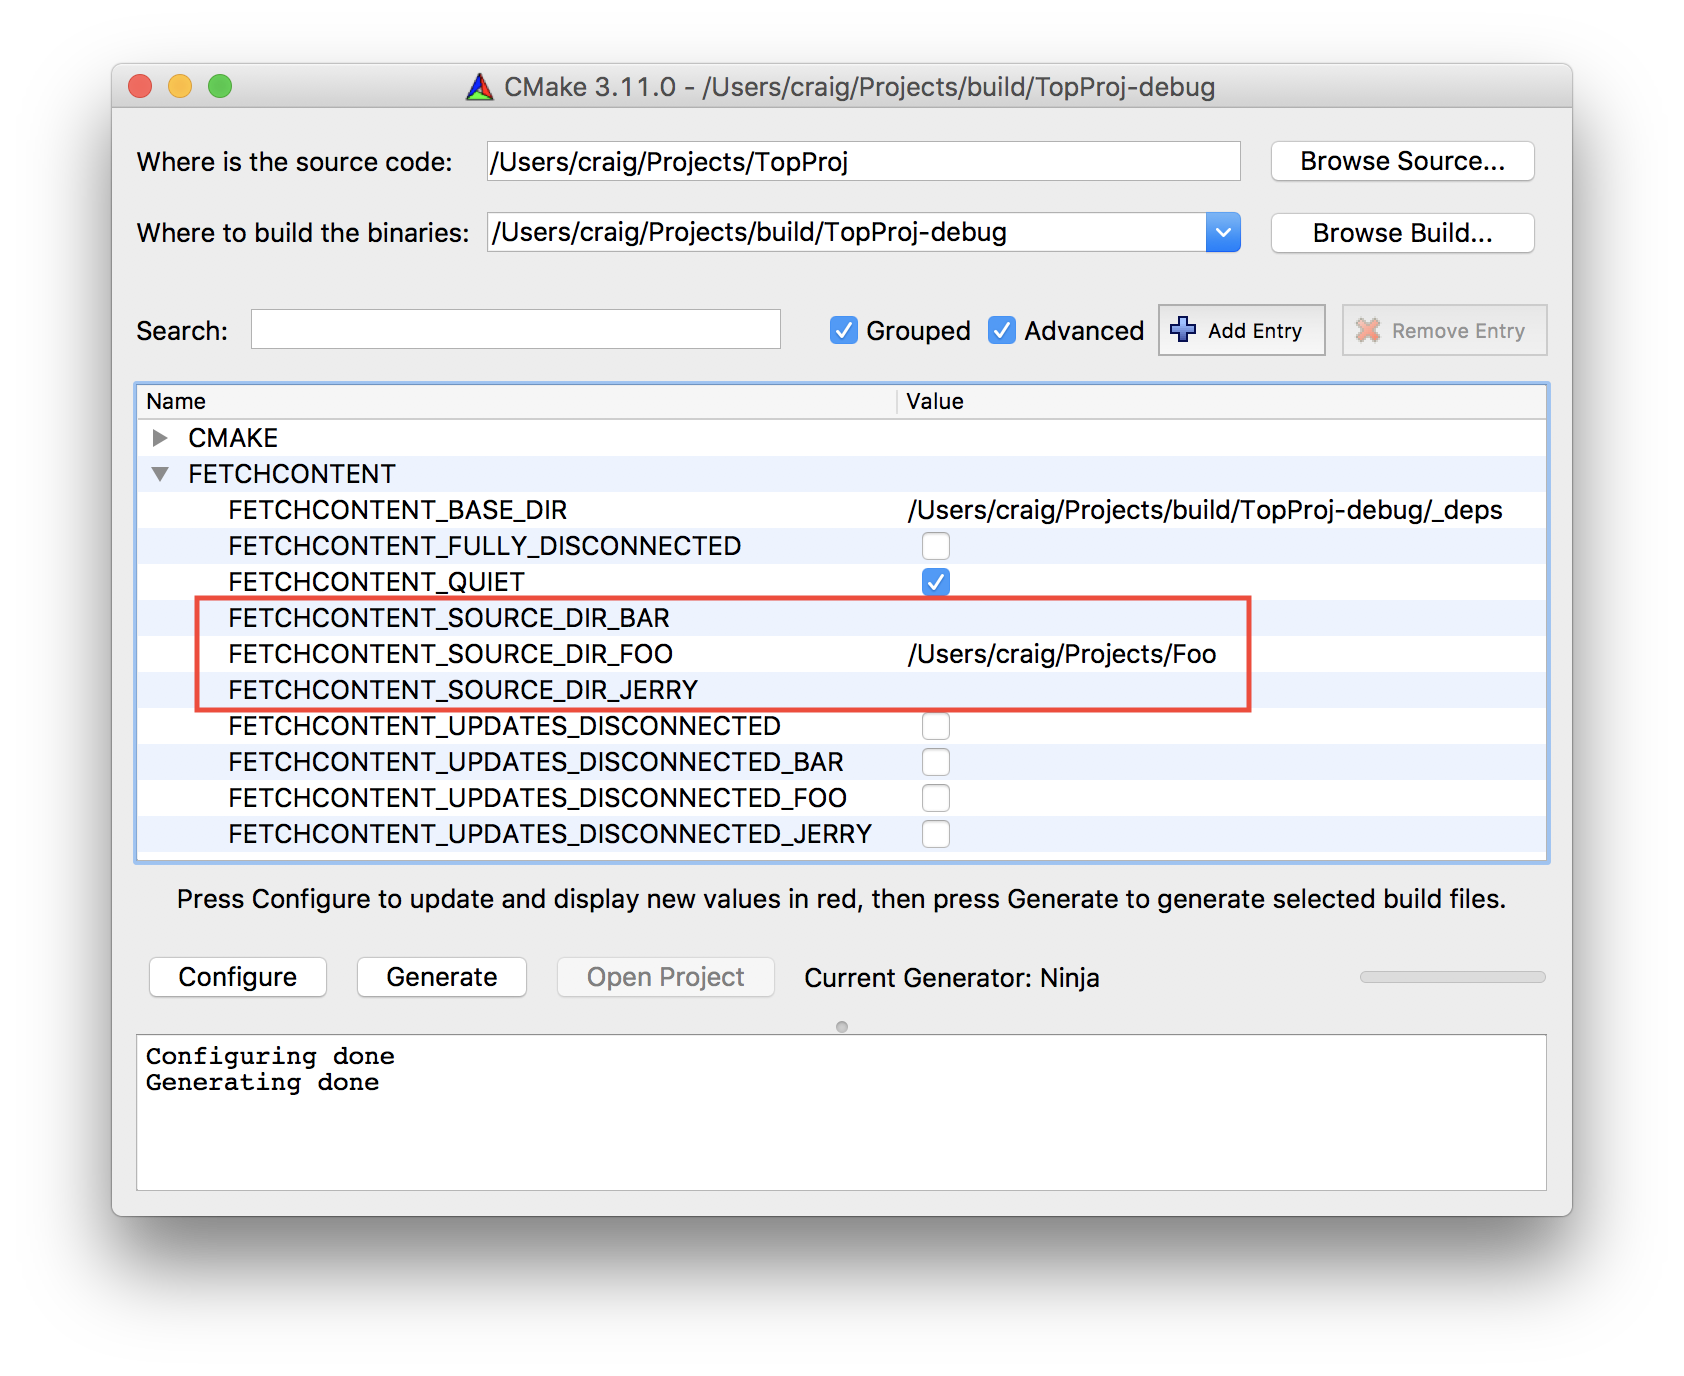 CMake 3.11.0 - /Users/craig/Projects/build/TopProj-debug
Where is the source code: /Users/craig/Projects/TopProj Browse Source...
Where to build the binaries: /Users/craig/Projects/build/TopProj-debug Browse Build...
Search: Grouped Advanced Add Entry Remove Entry
Name Value
CMAKE
FETCHCONTENT
FETCHCONTENT_BASE_DIR /Users/craig/Projects/build/TopProj-debug/_deps
FETCHCONTENT_FULLY_DISCONNECTED
FETCHCONTENT_QUIET
FETCHCONTENT_SOURCE_DIR_BAR
FETCHCONTENT_SOURCE_DIR_FOO /Users/craig/Projects/Foo
FETCHCONTENT_SOURCE_DIR_JERRY
FETCHCONTENT_UPDATES_DISCONNECTED
FETCHCONTENT_UPDATES_DISCONNECTED_BAR
FETCHCONTENT_UPDATES_DISCONNECTED_FOO
FETCHCONTENT_UPDATES_DISCONNECTED_JERRY
Press Configure to update and display new values in red, then press Generate to generate selected build files.
Configure Generate Open Project Current Generator: Ninja
Configuring done
Generating done